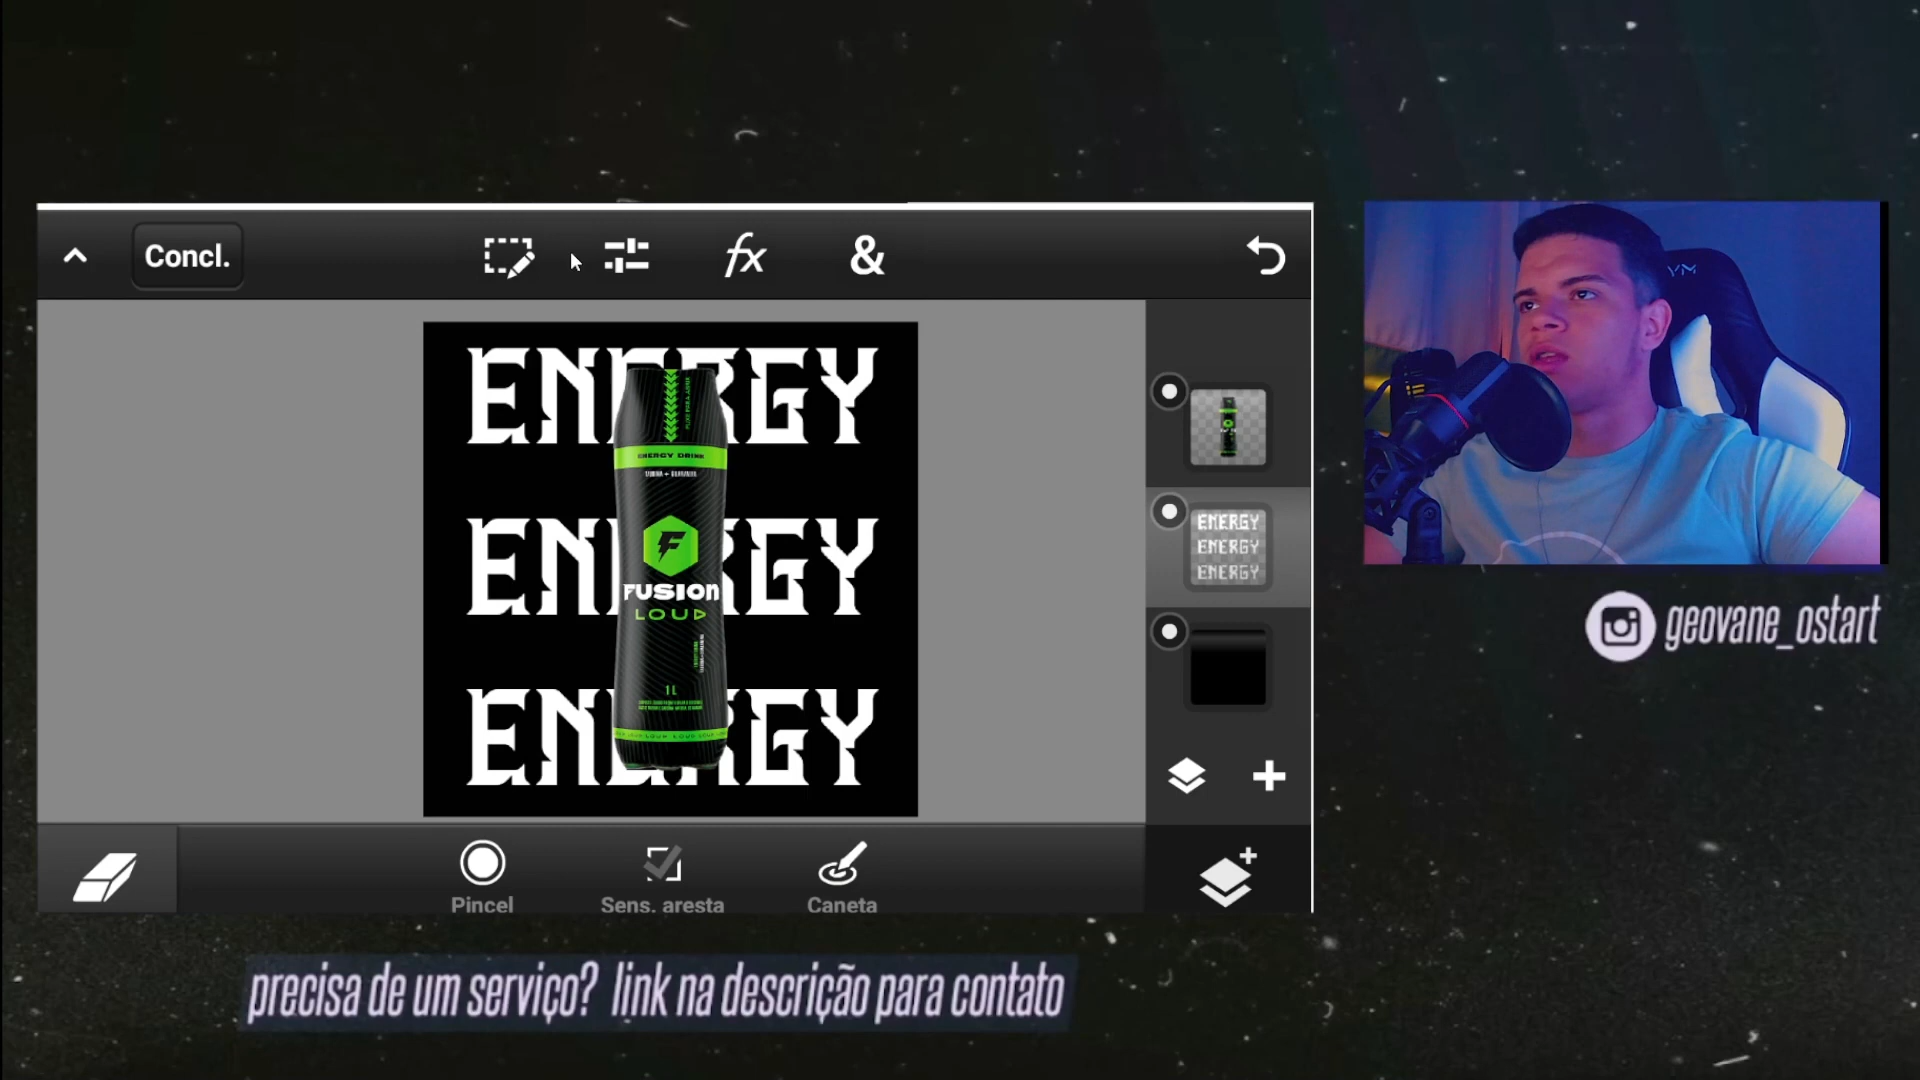 Concl.
fx
&
ENERGY
ENERGY DRINK
ENERGY
F
FUSION
LOUD
1L
ENERGY
ENERGY
ENERGY
ENERGY
Pincel
Sens. aresta
Caneta
YM
geovane_ostart
precisa de um serviço? link na descrição para contato